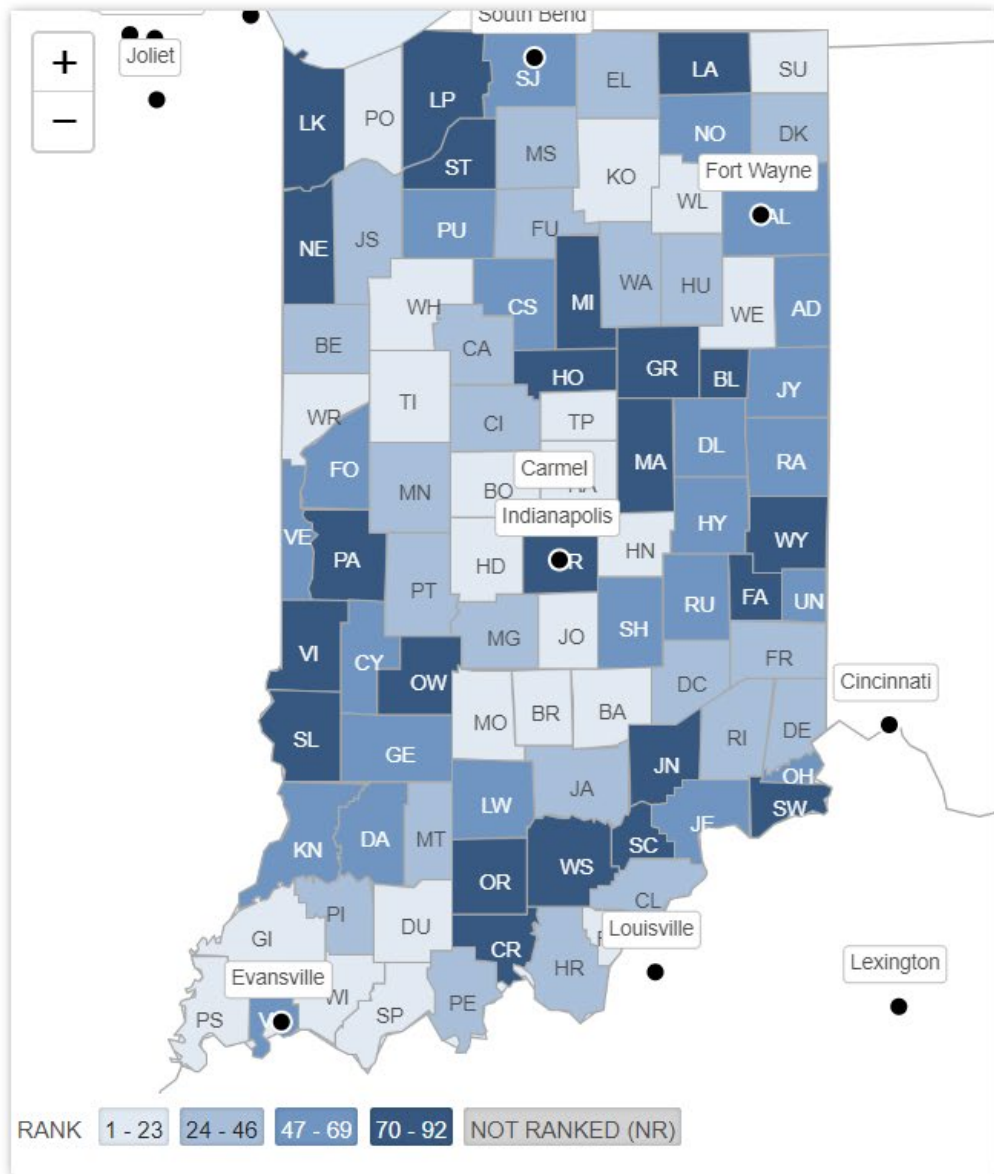 South Bend
+
Joliet
−
LK
PO
LP
SJ
EL
LA
SU
ST
MS
NO
DK
KO
Fort Wayne
WL
AL
NE
JS
PU
FU
WA
HU
WH
CS
MI
WE
AD
BE
CA
HO
GR
BL
JY
WR
TI
CI
TP
FO
MN
BO
Carmel
MA
DL
RA
VE
Indianapolis
HY
WY
PA
HD
HN
PT
FA
UN
RU
VI
CY
MG
JO
SH
FR
OW
DC
Cincinnati
SL
GE
MO
BR
BA
RI
DE
JN
OH
LW
JA
SW
KN
DA
MT
JE
SC
OR
WS
CL
PI
DU
GI
CR
Louisville
HR
Evansville
WI
PE
Lexington
PS
SP
RANK 1 - 23 24 - 46 47 - 69 70 - 92 NOT RANKED (NR)